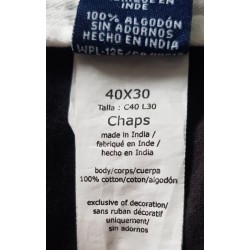 INDE
100% ALGODÓN
SIN ADORNOS
HECHO EN INDIA
40X30
Talla : C40 L30
Chaps
made in India /
fabriqué en Inde /
hecho en India
body/corps/cuerpa
100% cotton/coton/algodón
exclusive of decoration/
sans ruban décoratif
uniquement/
sin adornos